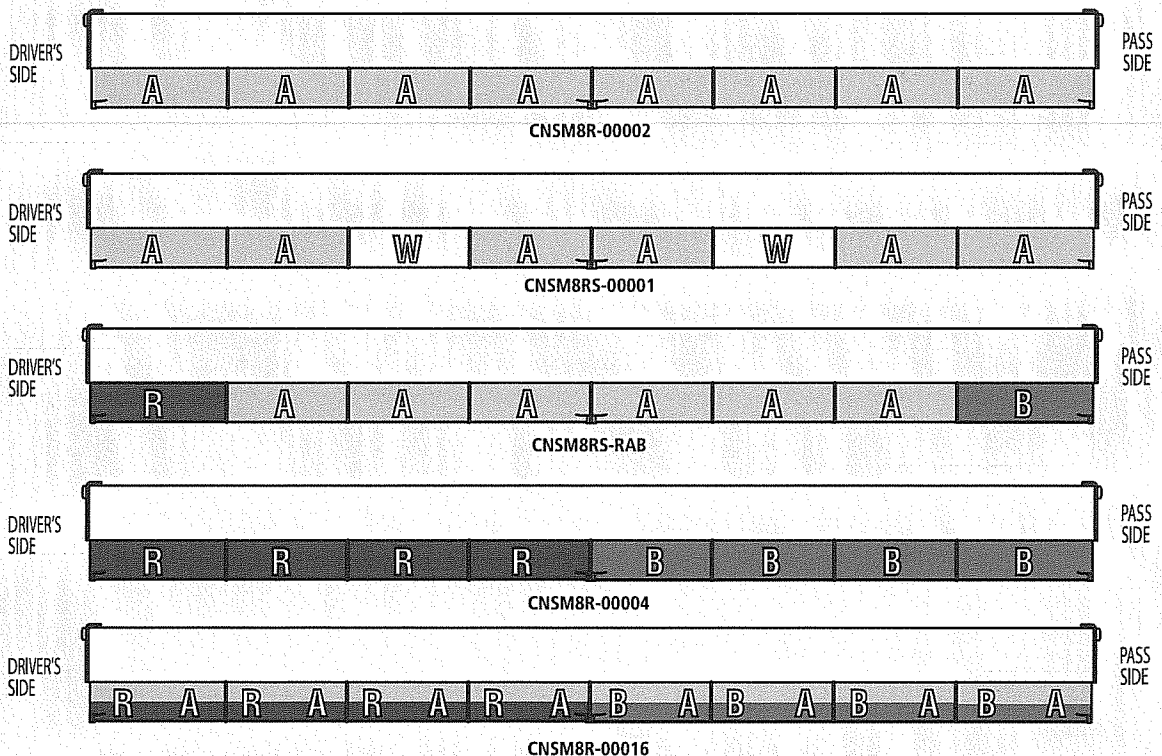 DRIVER'S
SIDE
PASS
SIDE
A A A A A A A A
CNSM8R-00002
DRIVER'S
SIDE
PASS
SIDE
A A W A A W A A
CNSM8RS-00001
DRIVER'S
SIDE
PASS
SIDE
R A A A A A A B
CNSM8RS-RAB
DRIVER'S
SIDE
PASS
SIDE
R R R R B B B B
CNSM8R-00004
DRIVER'S
SIDE
PASS
SIDE
R A R A R A R A B A B A B A B A
CNSM8R-00016